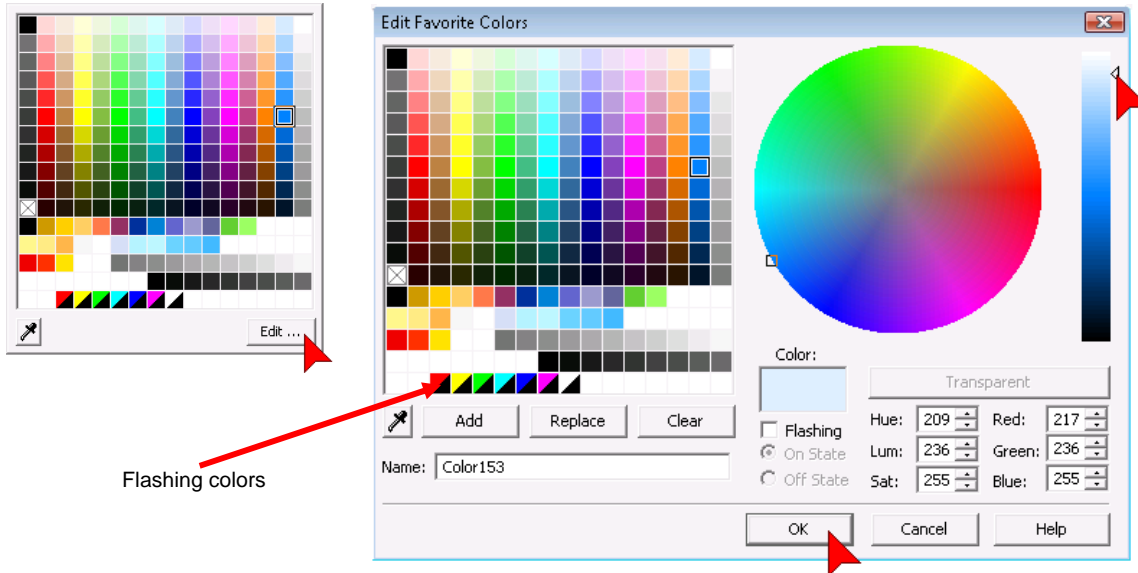 Edit ...
Flashing colors
Edit Favorite Colors
Add Replace Clear
Name: Color153
Color:
Transparent
Flashing
On State
Off State
Hue: 209 Red: 217
Lum: 236 Green: 236
Sat: 255 Blue: 255
OK Cancel Help